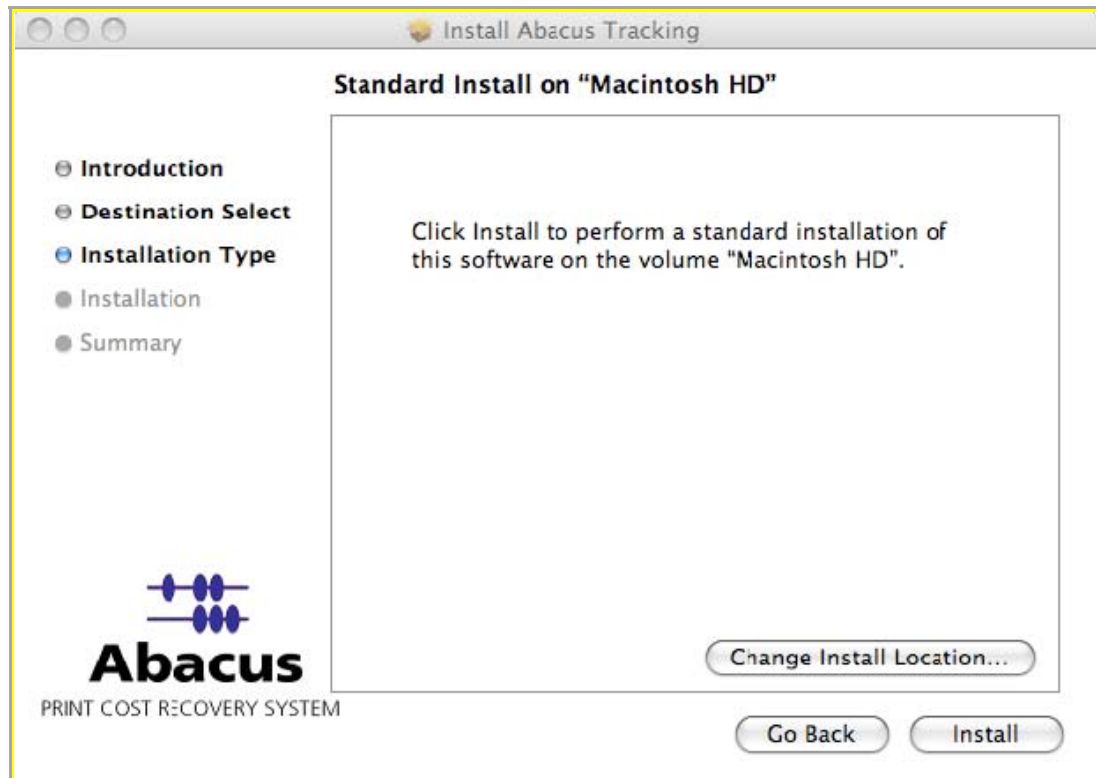 Install Abacus Tracking
Standard Install on “Macintosh HD”
Introduction
Destination Select
Installation Type
Installation
Summary
Click Install to perform a standard installation of
this software on the volume “Macintosh HD”.
Change Install Location...
Abacus
PRINT COST RECOVERY SYSTEM
Go Back
Install